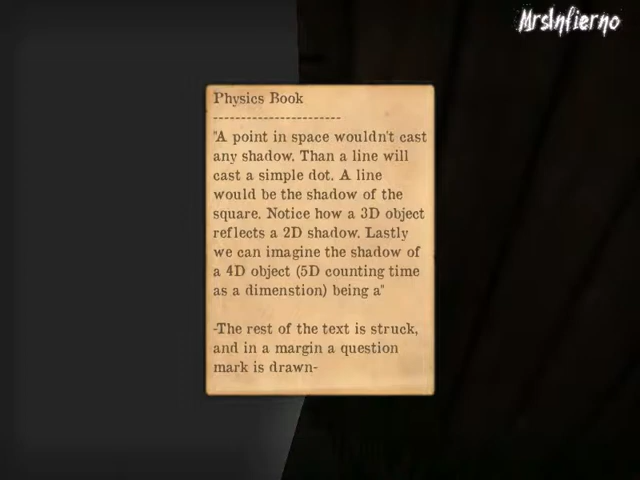 MrsInfierno
Physics Book
-----------------------
"A point in space wouldn't cast
any shadow. Than a line will
cast a simple dot. A line
would be the shadow of the
square. Notice how a 3D object
reflects a 2D shadow. Lastly
we can imagine the shadow of
a 4D object (5D counting time
as a dimenstion) being a"
-The rest of the text is struck,
and in a margin a question
mark is drawn-